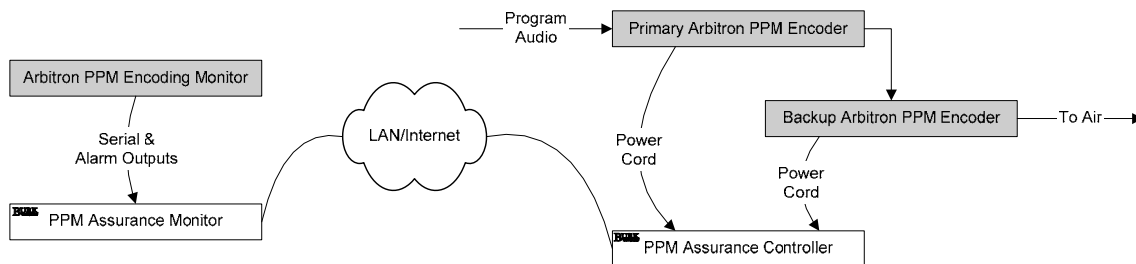 Program
Audio
Primary Arbitron PPM Encoder
Arbitron PPM Encoding Monitor
Backup Arbitron PPM Encoder
To Air
LAN/Internet
Serial &
Alarm Outputs
Power
Cord
Power
Cord
PPM Assurance Monitor
PPM Assurance Controller